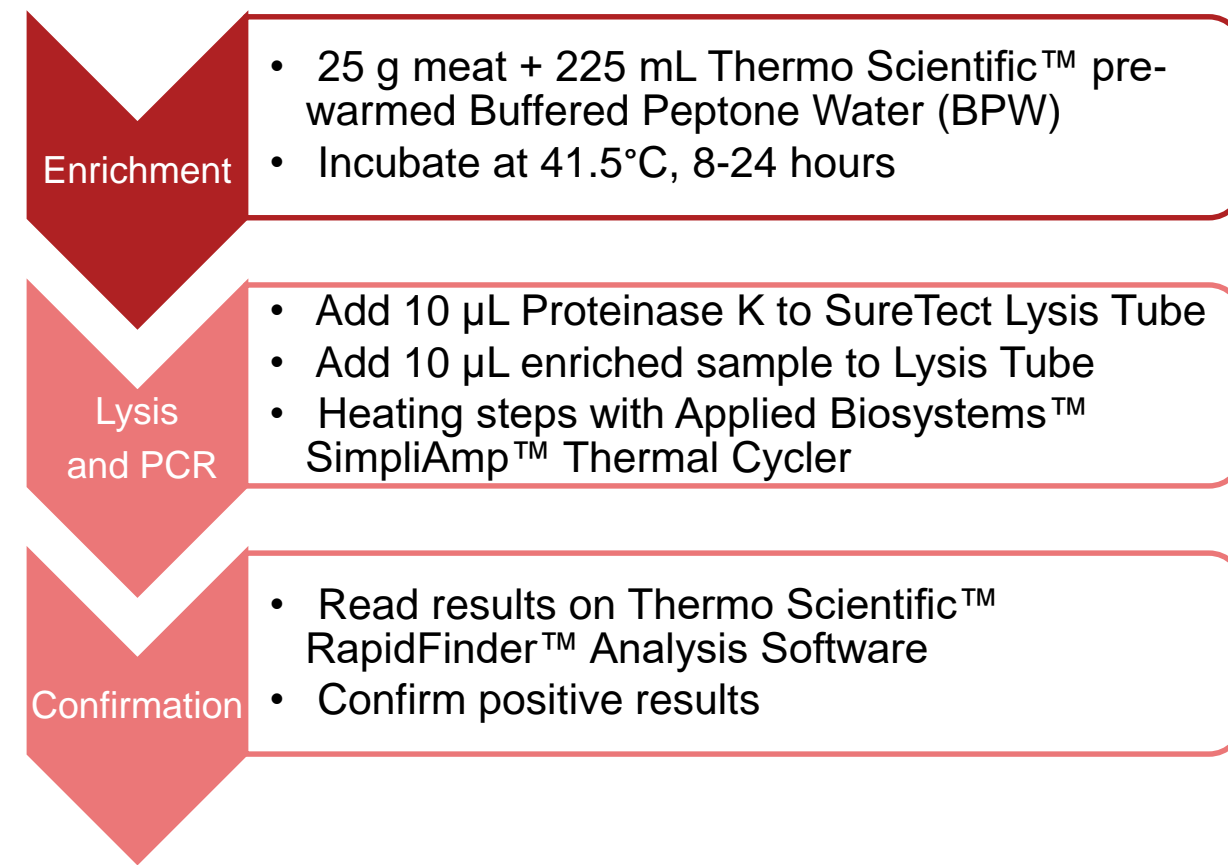 Enrichment
• 25 g meat + 225 mL Thermo Scientific™ pre-
warmed Buffered Peptone Water (BPW)
• Incubate at 41.5°C, 8-24 hours
Lysis
and PCR
• Add 10 µL Proteinase K to SureTect Lysis Tube
• Add 10 µL enriched sample to Lysis Tube
• Heating steps with Applied Biosystems™
SimpliAmp™ Thermal Cycler
Confirmation
• Read results on Thermo Scientific™
RapidFinder™ Analysis Software
• Confirm positive results